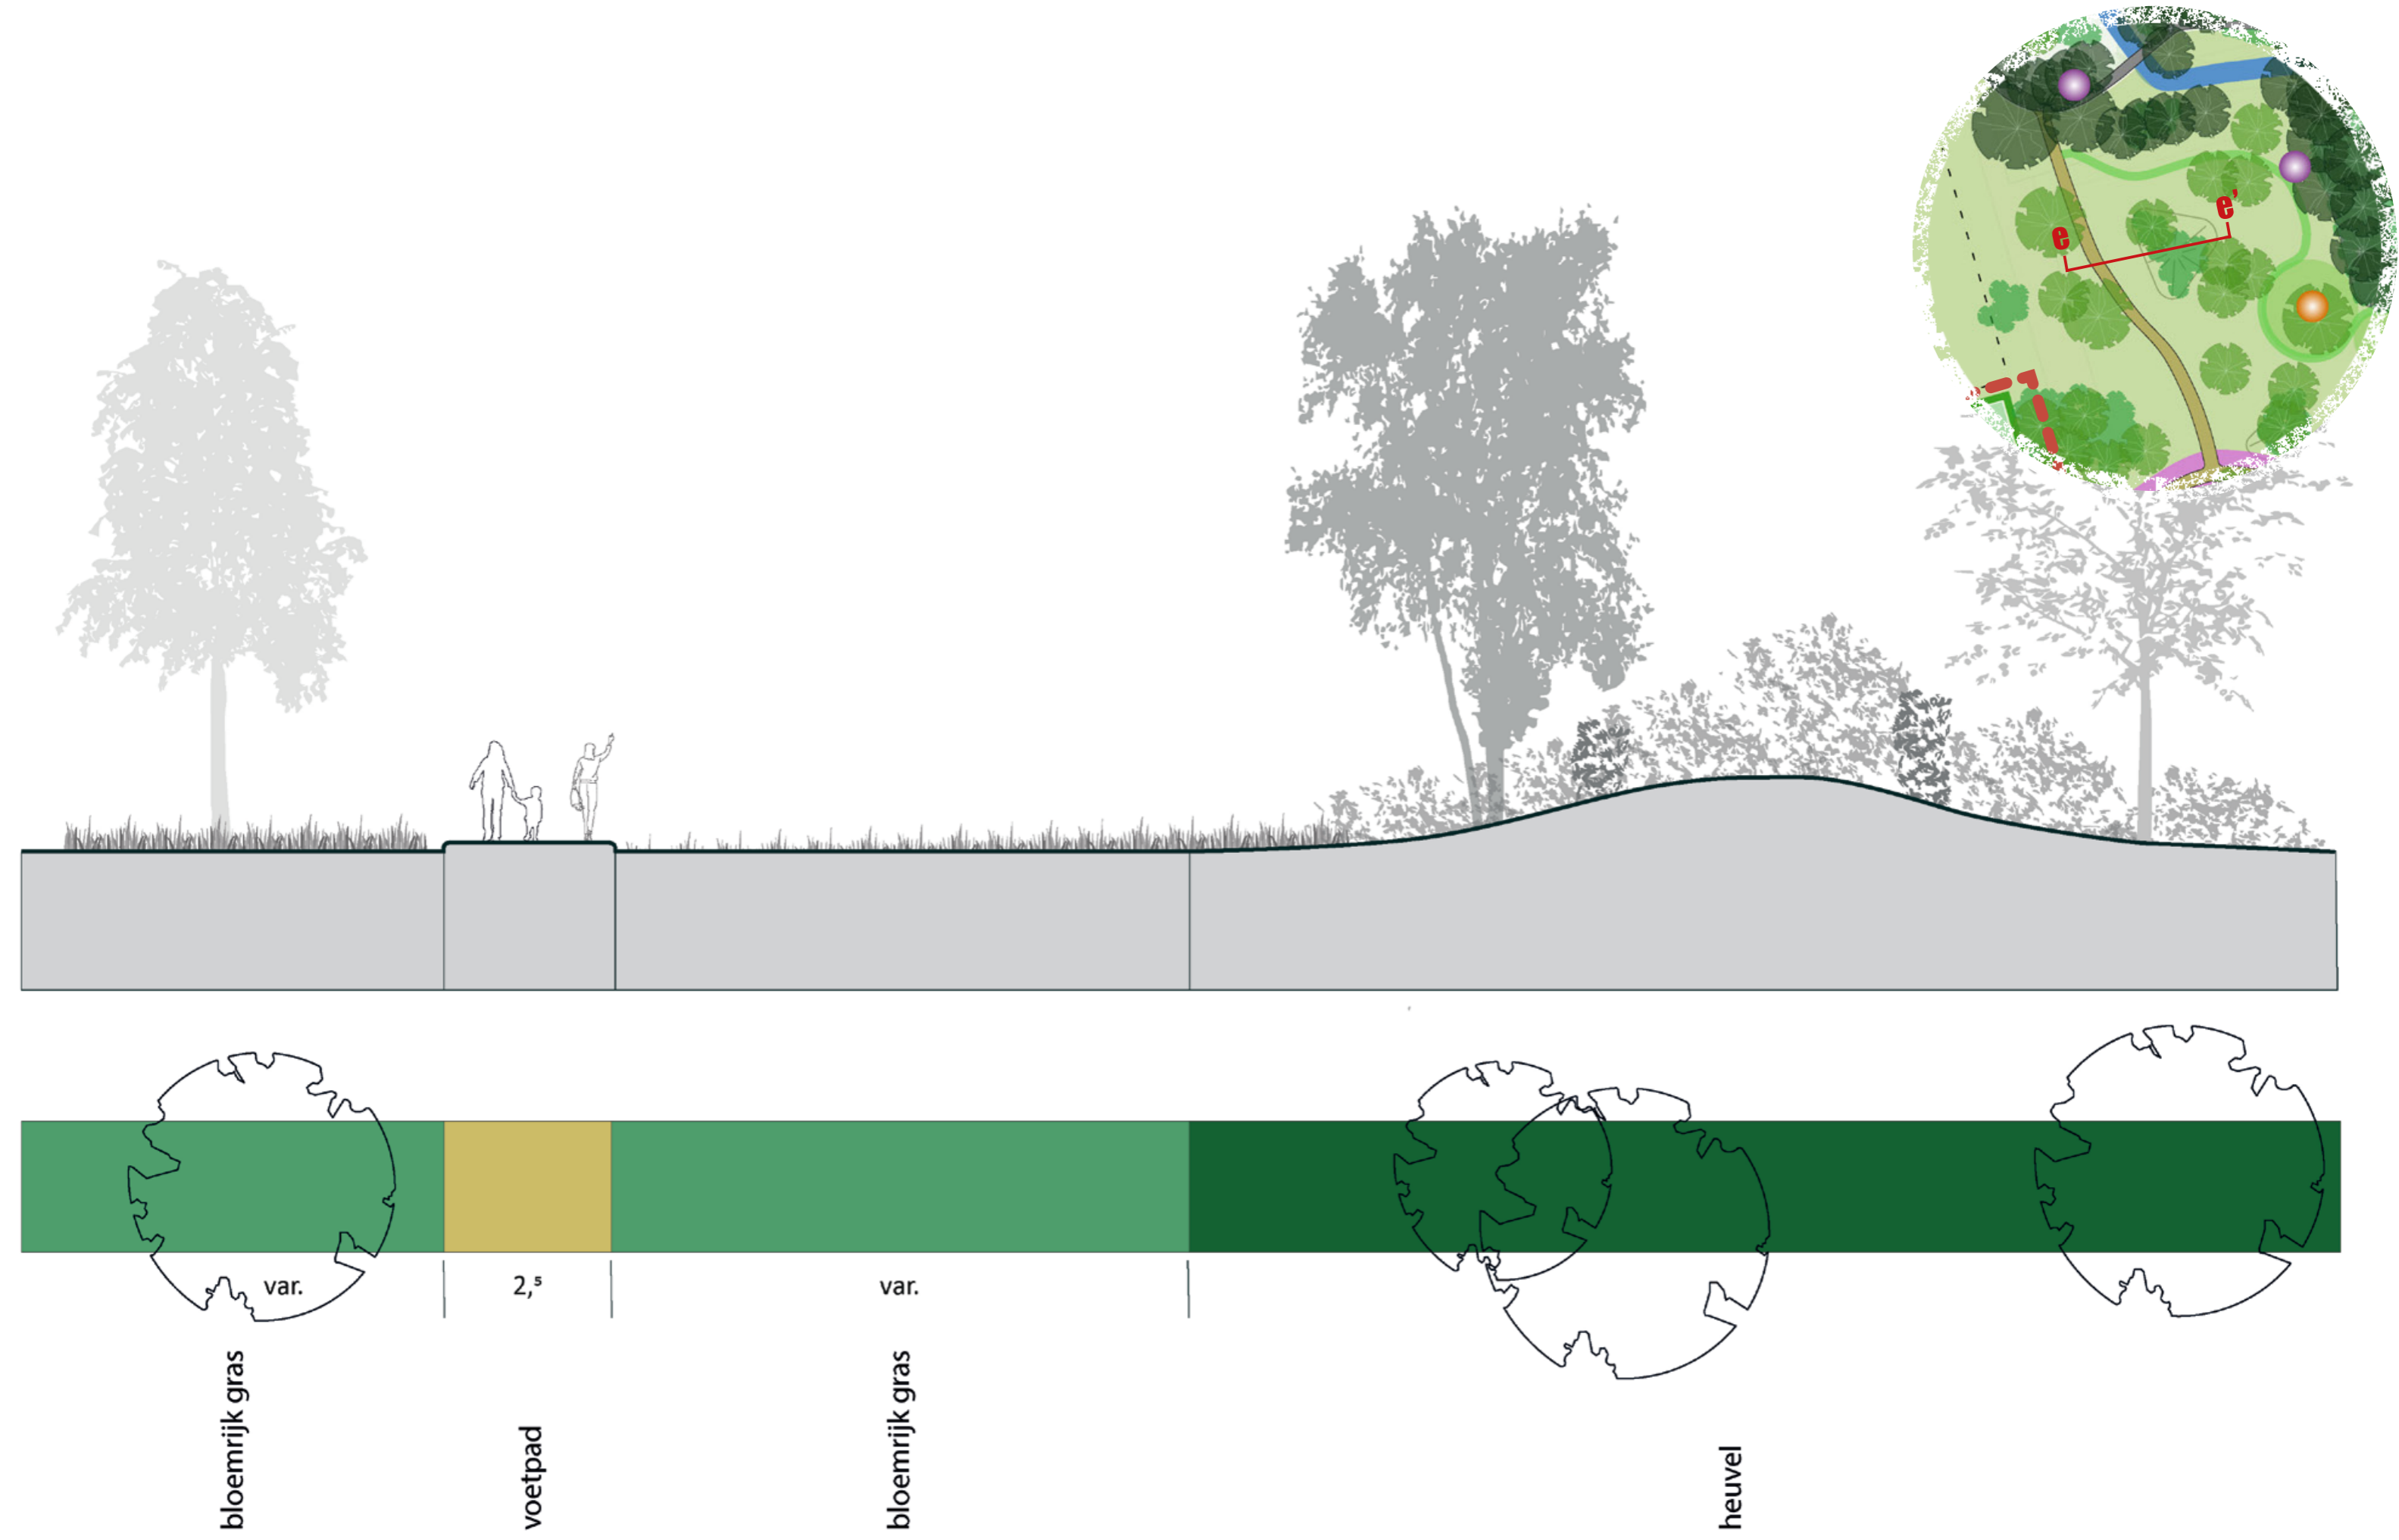 e
e'
var.
2,⁵
var.
bloemrijk gras
voetpad
bloemrijk gras
heuvel